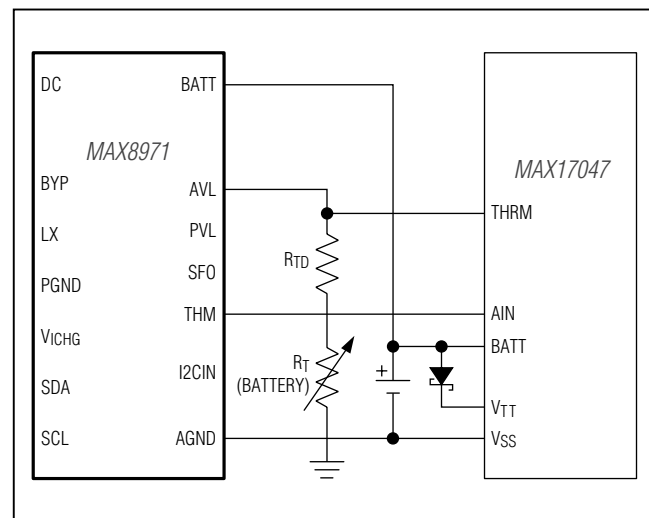 DC
BATT
MAX8971
MAX17047
BYP
AVL
THRM
LX
PVL
RTD
SFO
PGND
THM
AIN
VICHG
RT
(BATTERY)
+
BATT
I2CIN
SDA
VTT
SCL
AGND
VSS